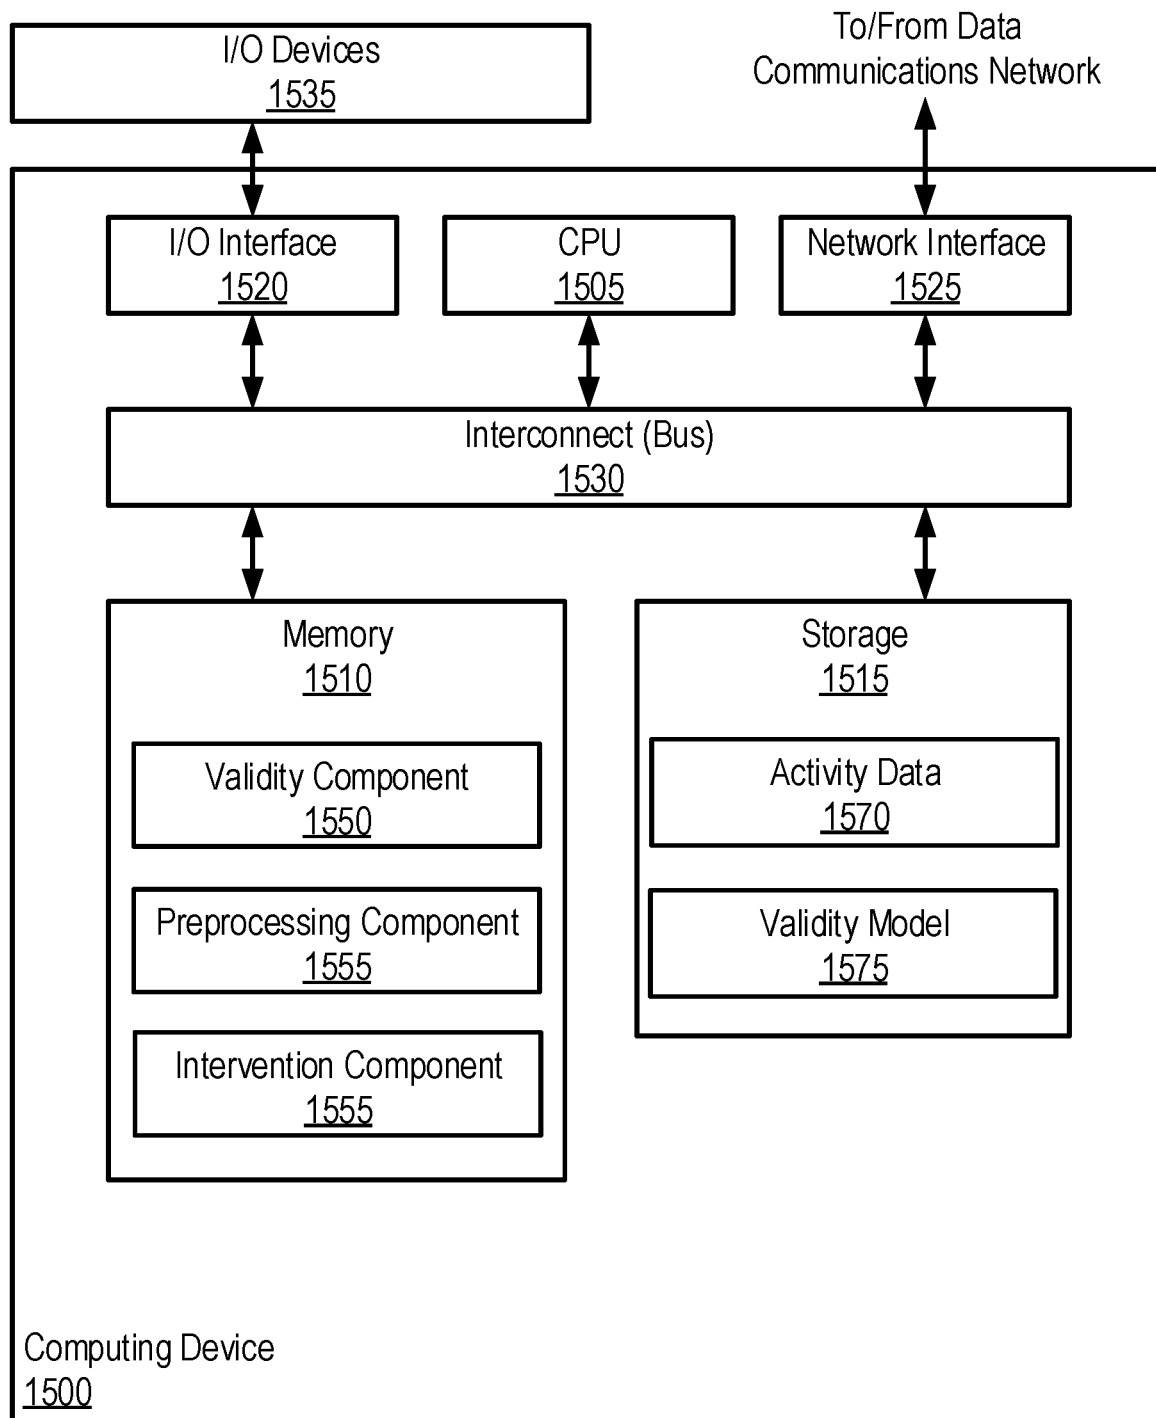 I/O Devices
1535
To/From Data
Communications Network
I/O Interface
1520
CPU
1505
Network Interface
1525
Interconnect (Bus)
1530
Memory
1510
Validity Component
1550
Preprocessing Component
1555
Intervention Component
1555
Storage
1515
Activity Data
1570
Validity Model
1575
Computing Device
1500